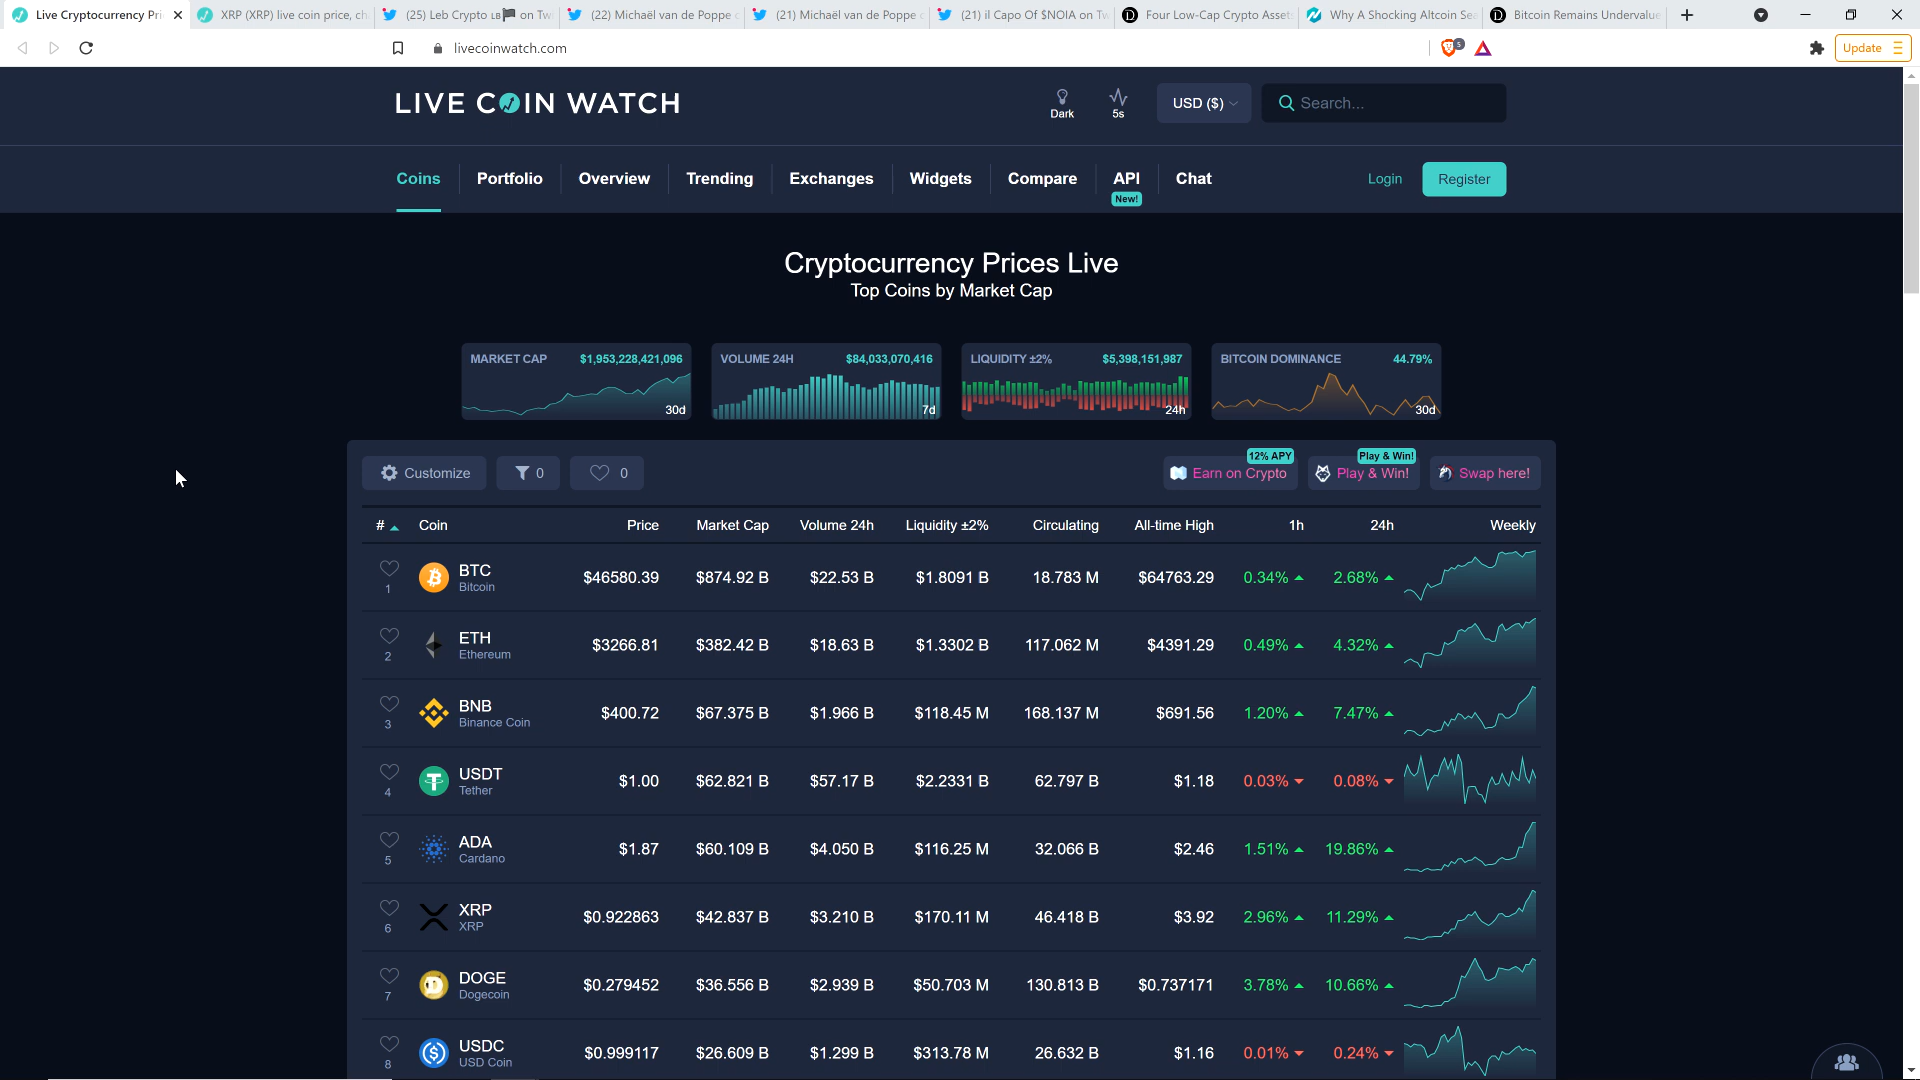 Live Cryptocurrency Pri
XRP (XRP) live coin price, ch
(25) Leb Crypto LB on Twi
(22) Michaël van de Poppe
(21) Michaël van de Poppe
(21) il Capo Of $NOIA on Tw
Four Low-Cap Crypto Assets
Why A Shocking Altcoin Sea
Bitcoin Remains Undervalue
livecoinwatch.com
5
Update
LIVE COIN WATCH
Dark
5s
USD ($)
Search...
Coins
Portfolio
Overview
Trending
Exchanges
Widgets
Compare
API
New!
Chat
Login
Register
Cryptocurrency Prices Live
Top Coins by Market Cap
MARKET CAP $1,953,228,421,096
30d
VOLUME 24H $84,033,070,416
7d
LIQUIDITY ±2% $5,398,151,987
24h
BITCOIN DOMINANCE 44.79%
30d
Customize
0
0
12% APY
Earn on Crypto
Play & Win!
Play & Win!
Swap here!
# Coin Price Market Cap Volume 24h Liquidity ±2% Circulating All-time High 1h 24h Weekly
1 BTC Bitcoin $46580.39 $874.92 B $22.53 B $1.8091 B 18.783 M $64763.29 0.34% 2.68%
2 ETH Ethereum $3266.81 $382.42 B $18.63 B $1.3302 B 117.062 M $4391.29 0.49% 4.32%
3 BNB Binance Coin $400.72 $67.375 B $1.966 B $118.45 M 168.137 M $691.56 1.20% 7.47%
4 USDT Tether $1.00 $62.821 B $57.17 B $2.2331 B 62.797 B $1.18 0.03% 0.08%
5 ADA Cardano $1.87 $60.109 B $4.050 B $116.25 M 32.066 B $2.46 1.51% 19.86%
6 XRP XRP $0.922863 $42.837 B $3.210 B $170.11 M 46.418 B $3.92 2.96% 11.29%
7 DOGE Dogecoin $0.279452 $36.556 B $2.939 B $50.703 M 130.813 B $0.737171 3.78% 10.66%
8 USDC USD Coin $0.999117 $26.609 B $1.299 B $313.78 M 26.632 B $1.16 0.01% 0.24%